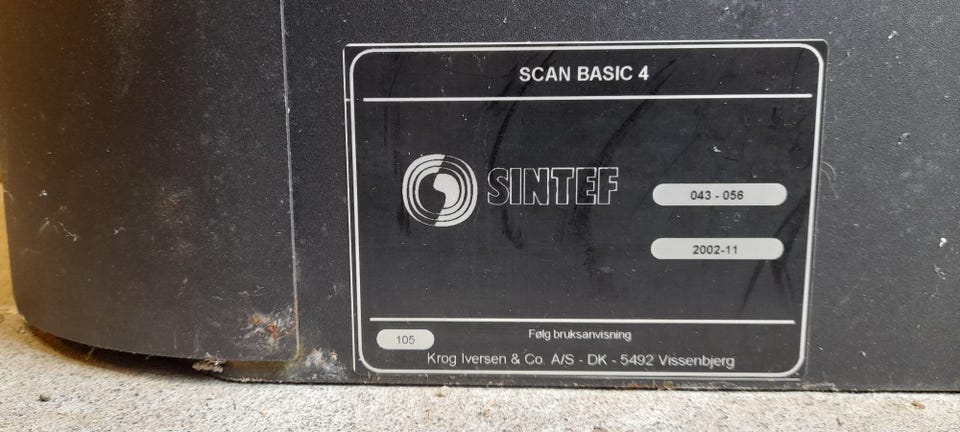 SCAN BASIC 4
SINTEF
043 - 056
2002-11
105
Følg bruksanvisning
Krog Iversen & Co. A/S - DK - 5492 Vissenbjerg